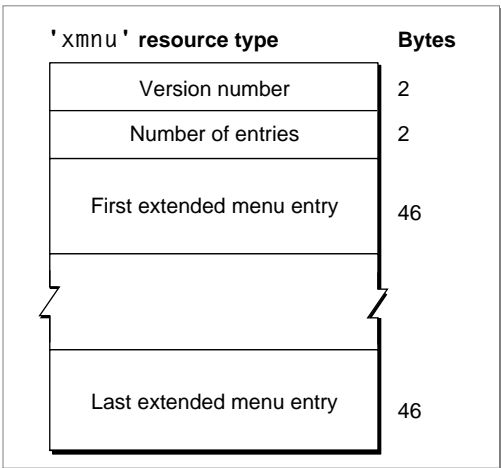 'xmnu' resource type Bytes
Version number 2
Number of entries 2
First extended menu entry 46
Last extended menu entry 46